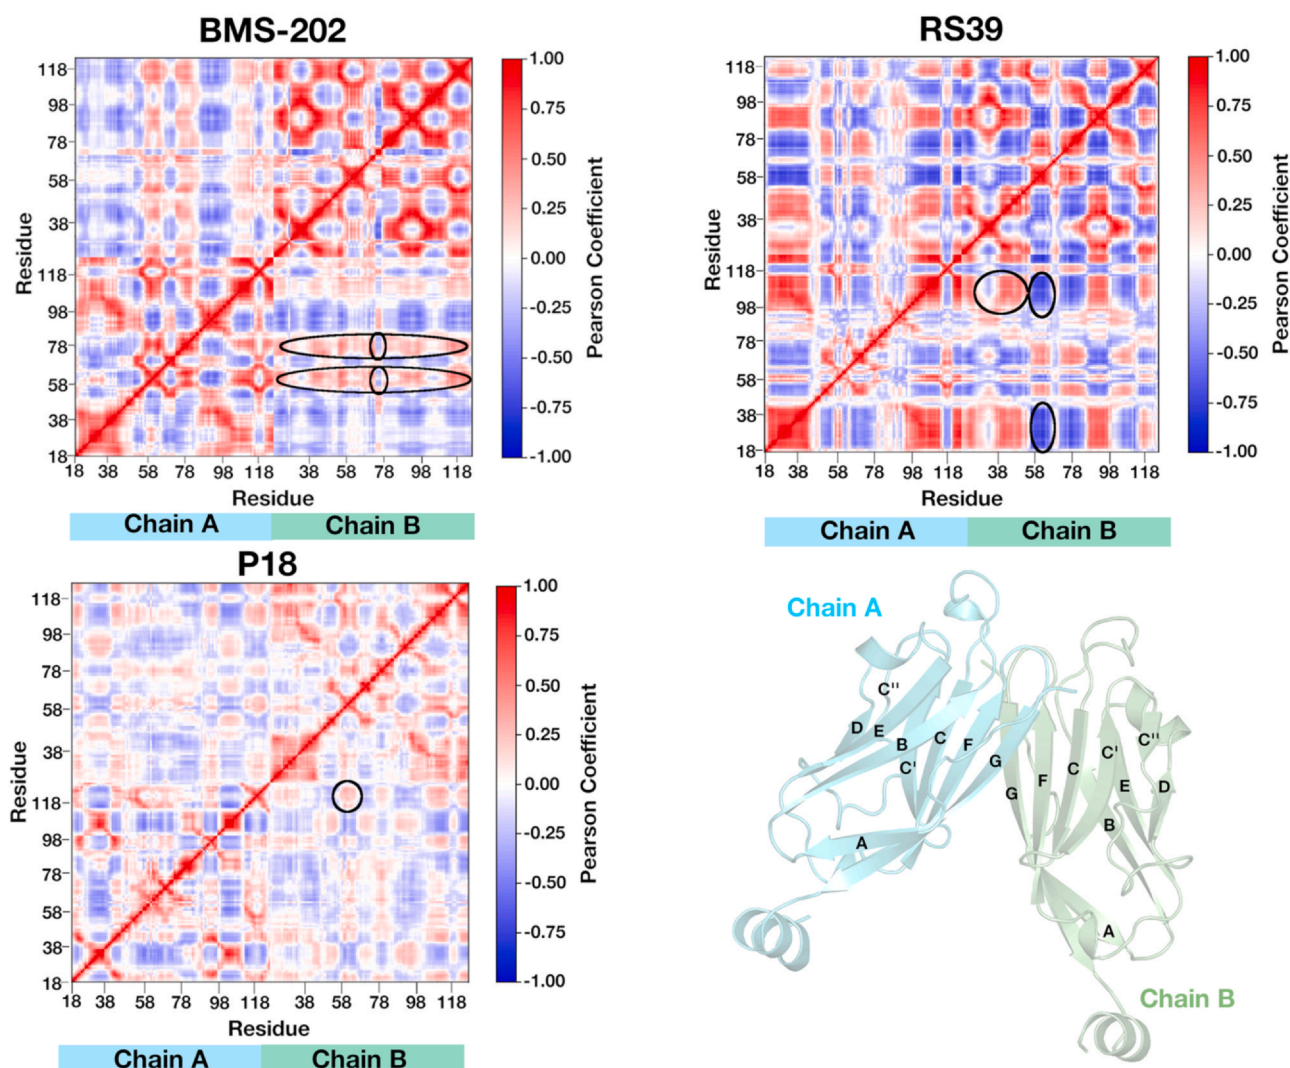 BMS-202
118
98
78
58
38
118
98
78
58
38
18
18 38 58 78 98 118 38 58 78 98 118
Residue
Residue
1.00
0.75
0.50
0.25
0.00
-0.25
-0.50
-0.75
-1.00
Pearson Coefficient
Chain A Chain B
RS39
118
98
78
58
38
118
98
78
58
38
18
18 38 58 78 98 118 38 58 78 98 118
Residue
Residue
1.00
0.75
0.50
0.25
0.00
-0.25
-0.50
-0.75
-1.00
Pearson Coefficient
Chain A Chain B
P18
118
98
78
58
38
118
98
78
58
38
18
18 38 58 78 98 118 38 58 78 98 118
Residue
Residue
1.00
0.75
0.50
0.25
0.00
-0.25
-0.50
-0.75
-1.00
Pearson Coefficient
Chain A Chain B
Chain A
C''
D E B C' C F G
A
G F C C' C'' E D
B
A
Chain B